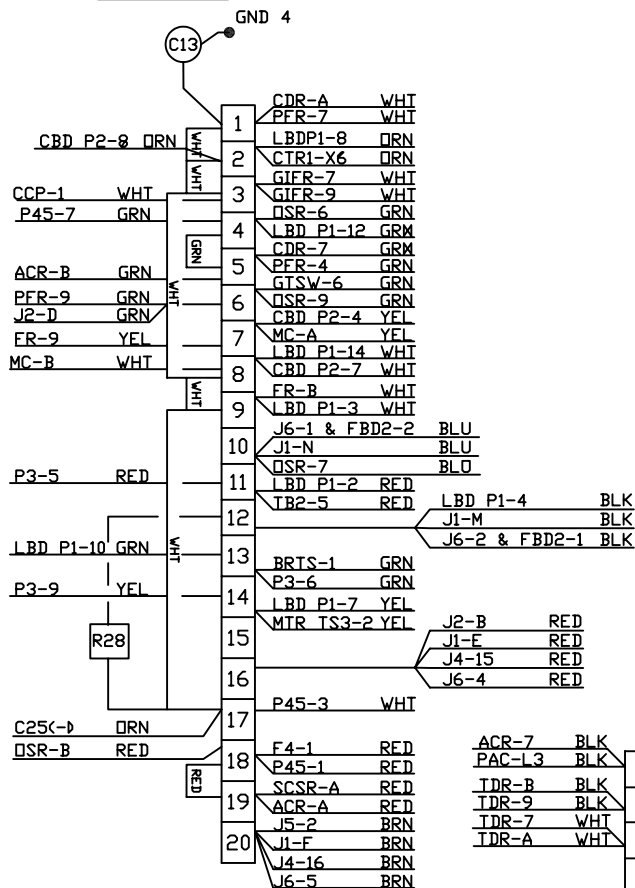 GND 4
C13
CDR-A WHT
PFR-7 WHT
1
WHT
CBD P2-8 ORN
LBDP1-8 ORN
2
CTR1-X6 ORN
WHT
GIFR-7 WHT
CCP-1 WHT
3
GIFR-9 WHT
P45-7 GRN
OSR-6 GRN
4
LBD P1-12 GRN
GRN
CDR-7 GRN
ACR-B GRN
5
PFR-4 GRN
WHT
GTSW-6 GRN
PFR-9 GRN
6
OSR-9 GRN
J2-D GRN
CBD P2-4 YEL
FR-9 YEL
7
MC-A YEL
MC-B WHT
LBD P1-14 WHT
8
CBD P2-7 WHT
WHT
FR-B WHT
9
LBD P1-3 WHT
J6-1 & FBD2-2 BLU
10
J1-N BLU
OSR-7 BLU
P3-5 RED
11
LBD P1-2 RED
TB2-5 RED
12
LBD P1-4 BLK
J1-M BLK
J6-2 & FBD2-1 BLK
LBD P1-10 GRN
WHT
13
BRTS-1 GRN
P3-6 GRN
P3-9 YEL
14
LBD P1-7 YEL
MTR TS3-2 YEL
R28
15
J2-B RED
J1-E RED
16
J4-15 RED
J6-4 RED
P45-3 WHT
17
C25(-) ORN
OSR-B RED
F4-1 RED
18
P45-1 RED
RED
SCSR-A RED
19
ACR-A RED
J5-2 BRN
20
J1-F BRN
J4-16 BRN
J6-5 BRN
ACR-7 BLK
PAC-L3 BLK
TDR-B BLK
TDR-9 BLK
TDR-7 WHT
TDR-A WHT